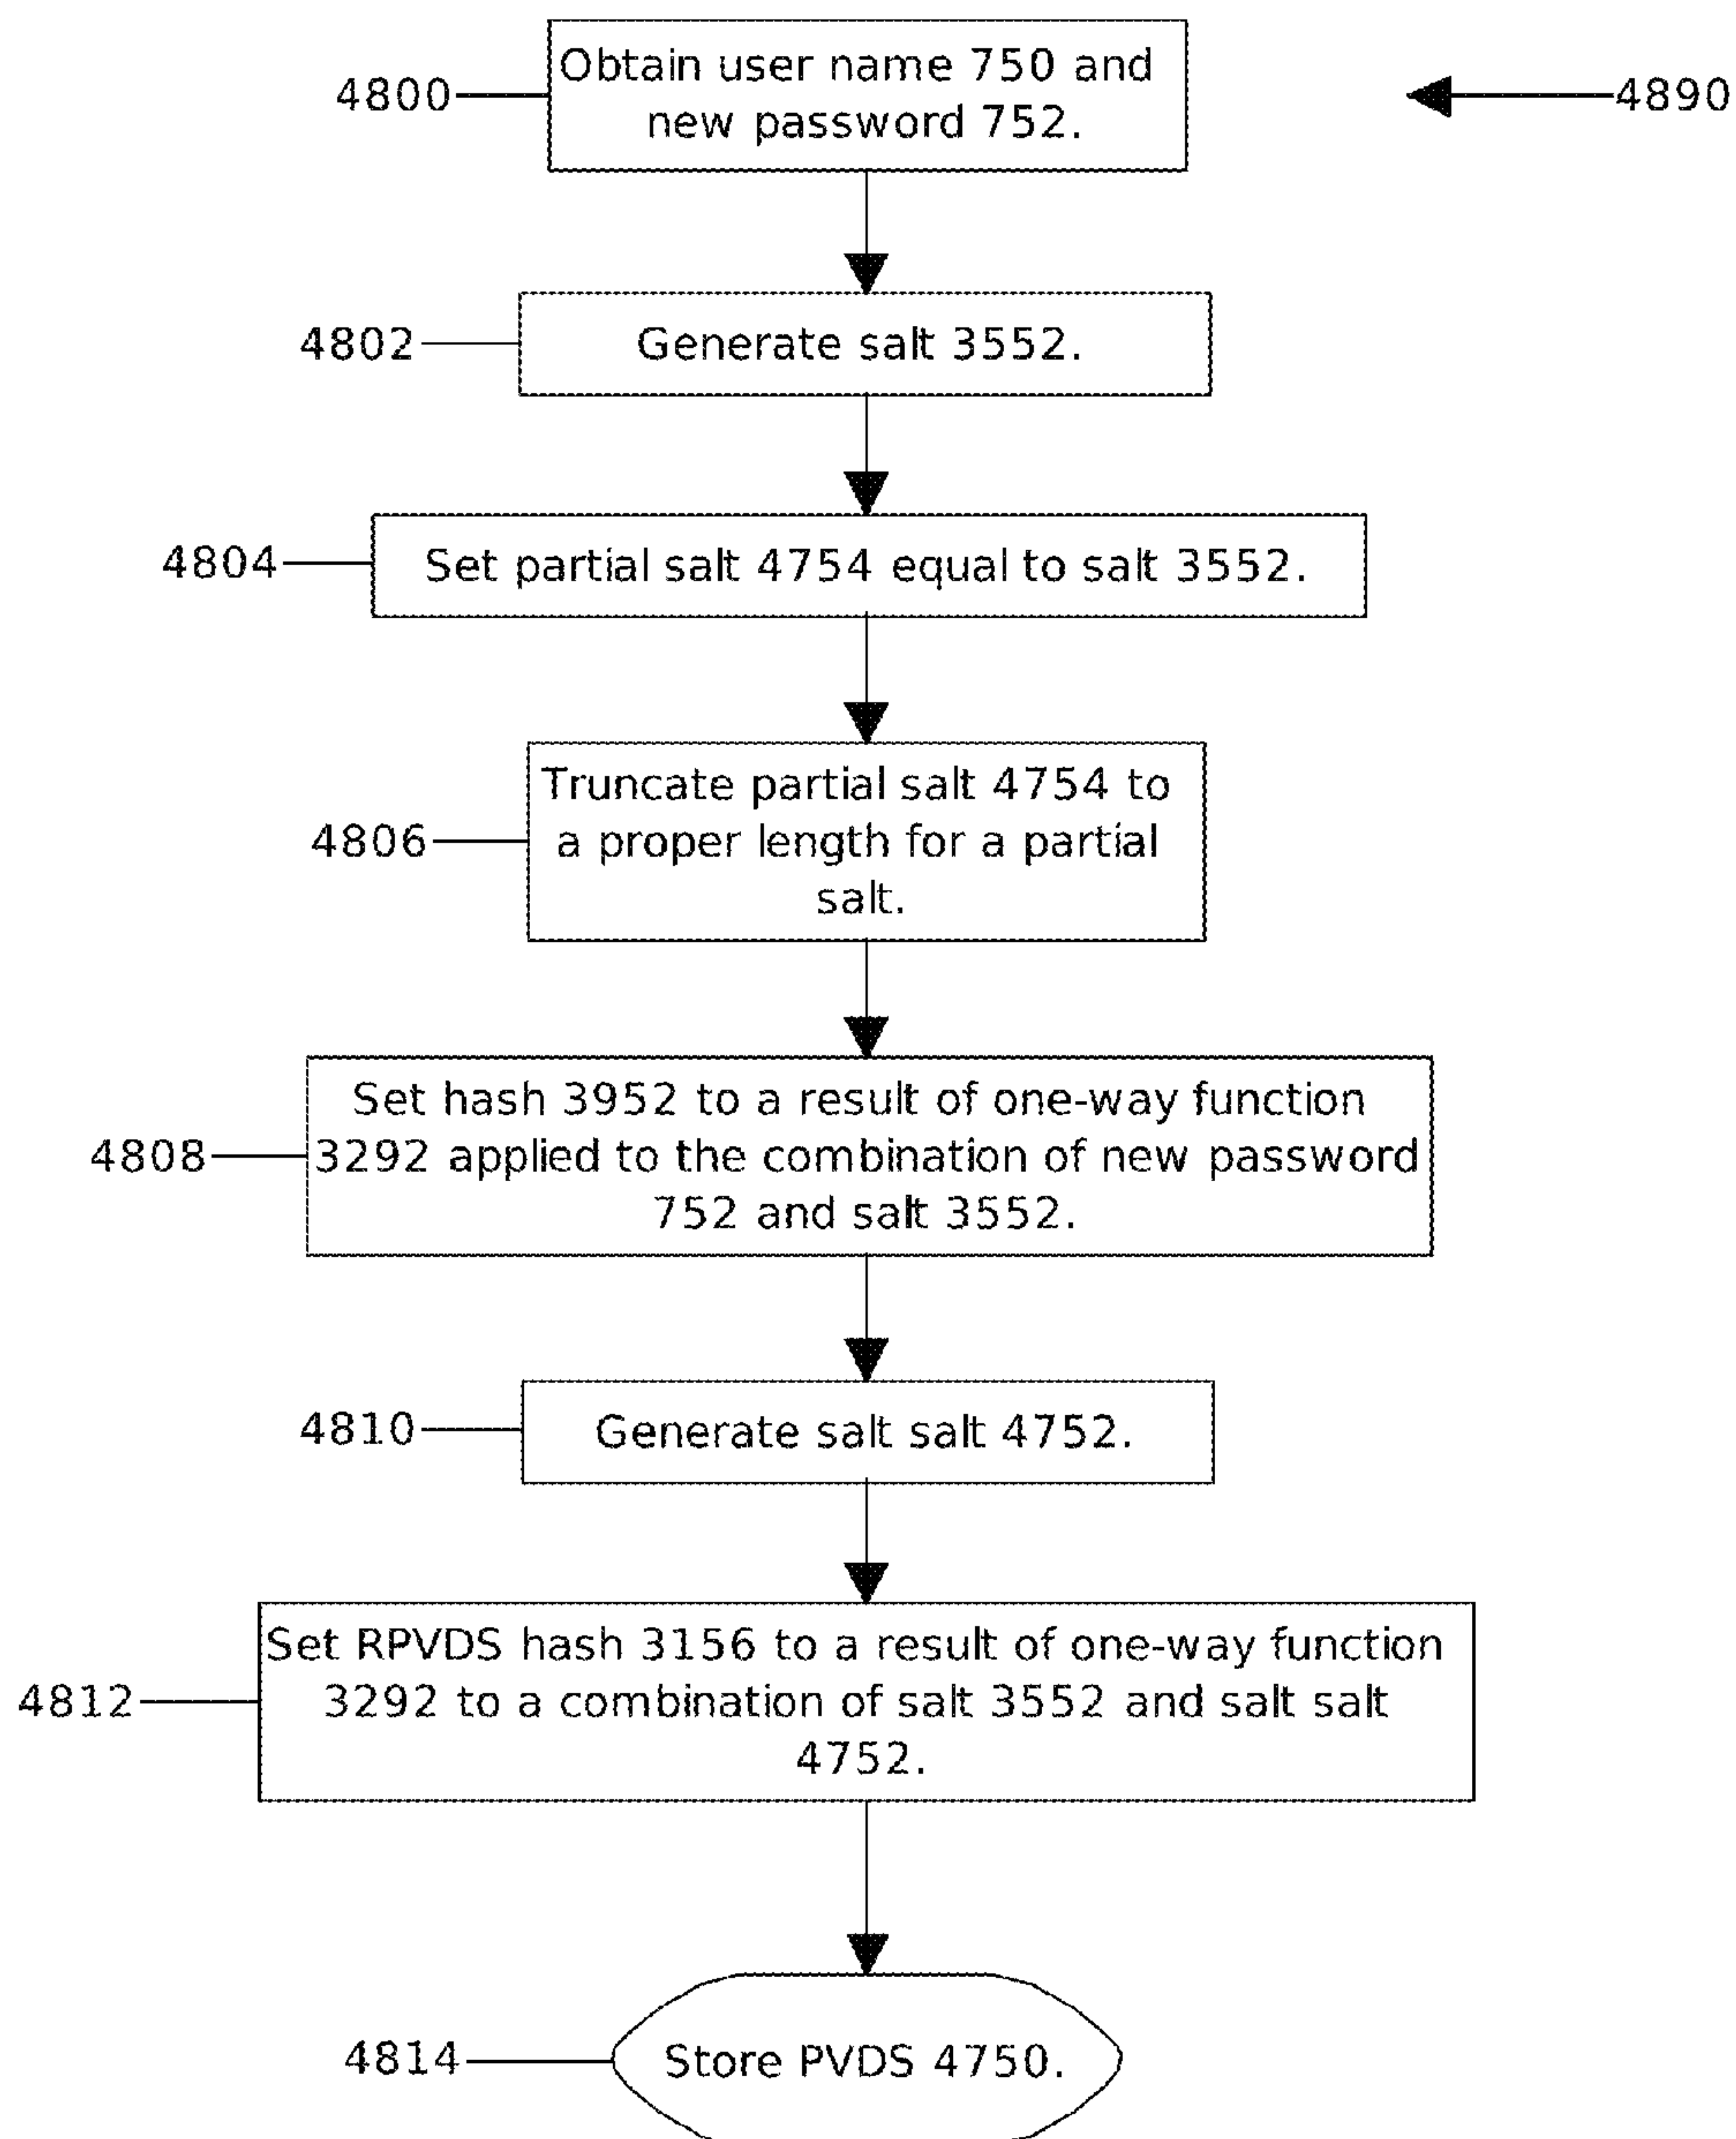 4800
Obtain user name 750 and
new password 752.
4890
4802
Generate salt 3552.
4804
Set partial salt 4754 equal to salt 3552.
4806
Truncate partial salt 4754 to
a proper length for a partial
salt.
4808
Set hash 3952 to a result of one-way function
3292 applied to the combination of new password
752 and salt 3552.
4810
Generate salt salt 4752.
4812
Set RPVDS hash 3156 to a result of one-way function
3292 to a combination of salt 3552 and salt salt
4752.
4814
Store PVDS 4750.